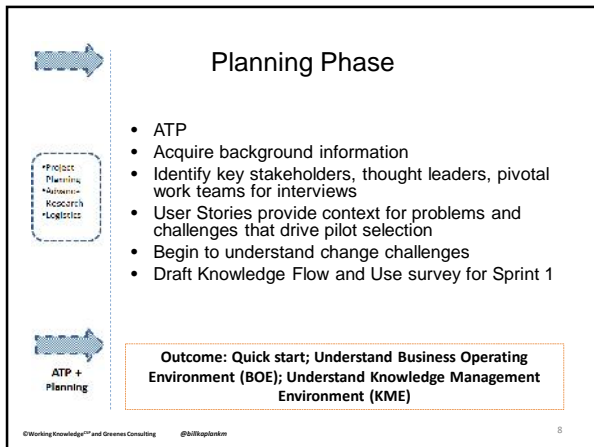 Planning Phase
•Project
Planning
•Advance
Research
•Logistics
• ATP
• Acquire background information
• Identify key stakeholders, thought leaders, pivotal
work teams for interviews
• User Stories provide context for problems and
challenges that drive pilot selection
• Begin to understand change challenges
• Draft Knowledge Flow and Use survey for Sprint 1
ATP +
Planning
Outcome: Quick start; Understand Business Operating
Environment (BOE); Understand Knowledge Management
Environment (KME)
©Working Knowledge and Greenes Consulting @billkaplankm
8